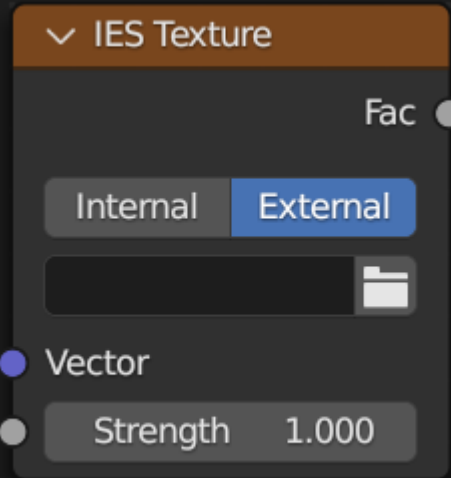 IES Texture
Fac
Internal External
Vector
Strength 1.000